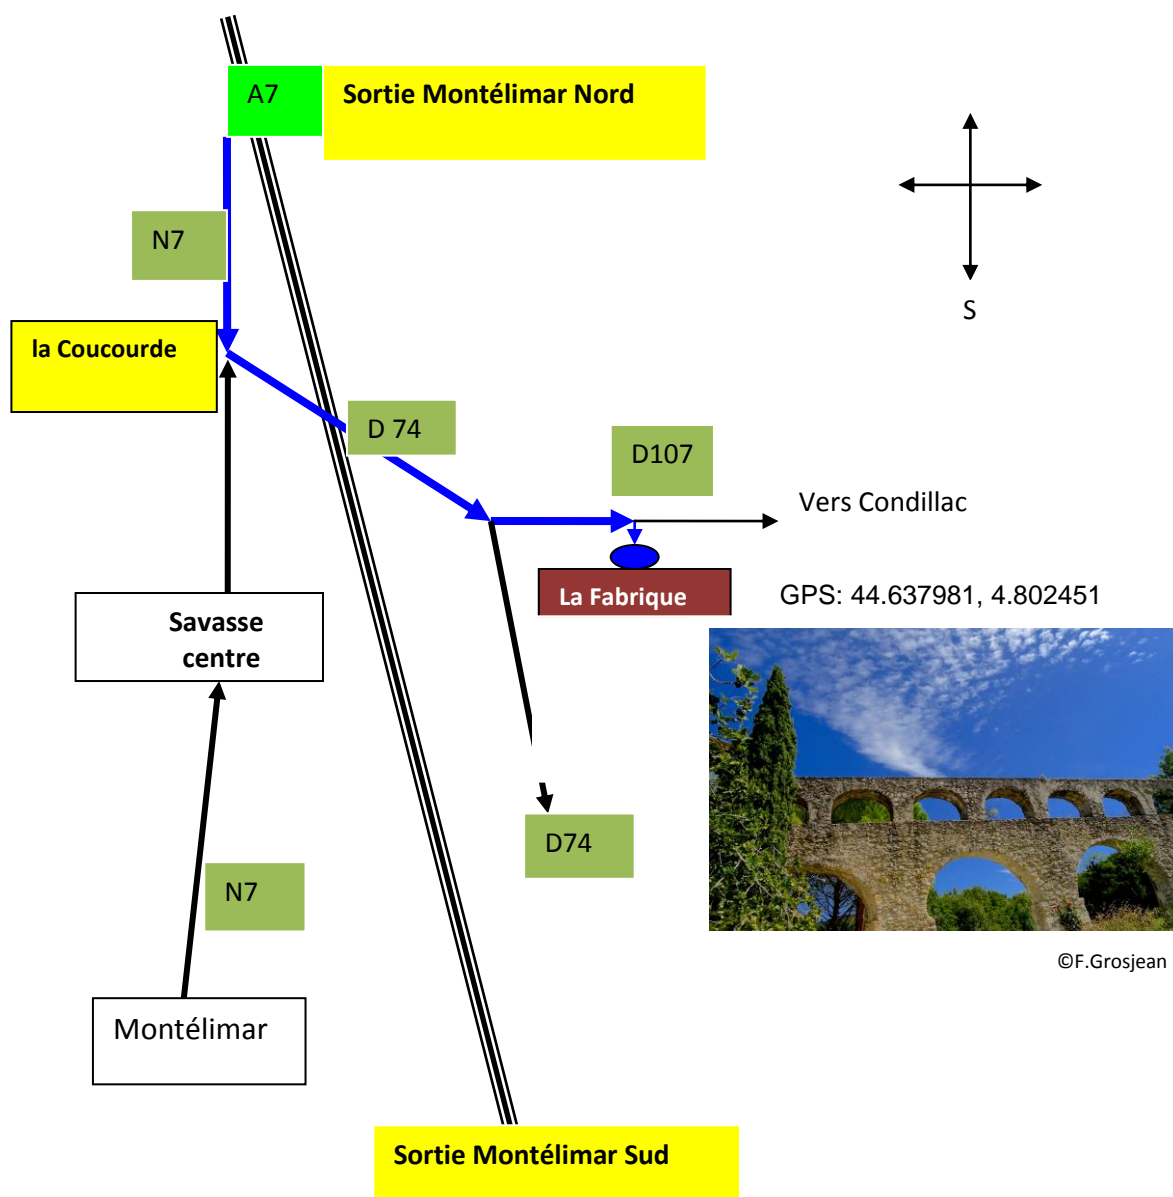 A7
Sortie Montélimar Nord
N7
S
la Coucourde
D 74
D107
Vers Condillac
La Fabrique
GPS: 44.637981, 4.802451
Savasse
centre
D74
N7
©F.Grosjean
Montélimar
Sortie Montélimar Sud